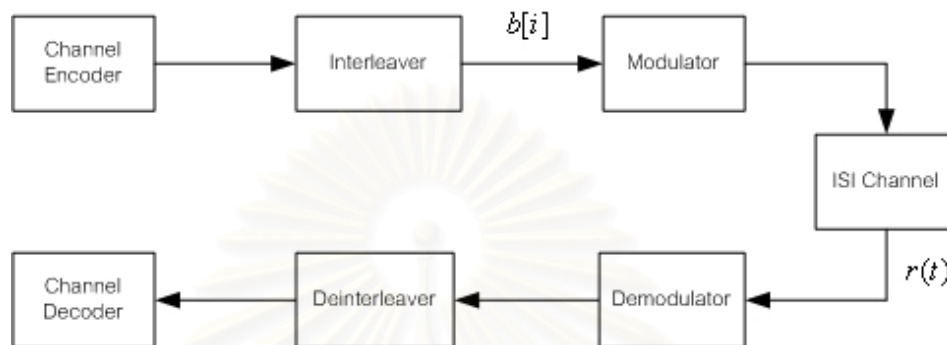 Channel
Encoder
Interleaver
b[i]
Modulator
ISI Channel
r(t)
Demodulator
Deinterleaver
Channel
Decoder